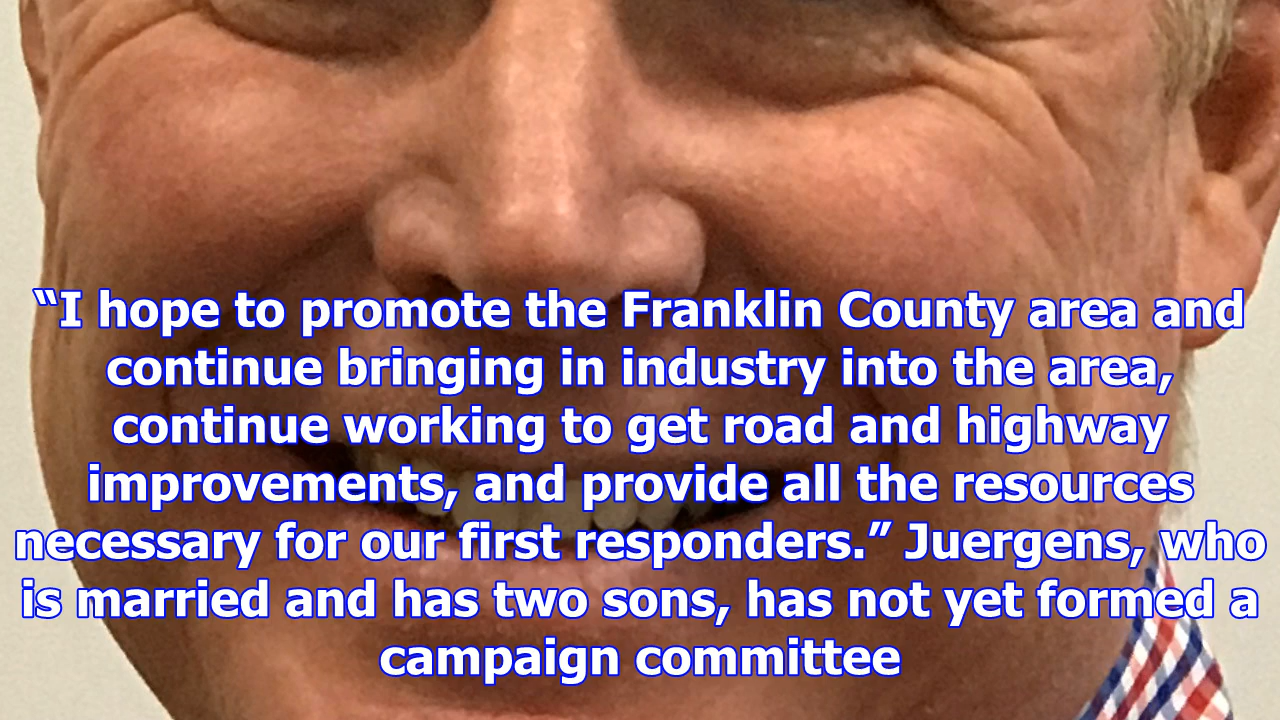 “I hope to promote the Franklin County area and
continue bringing in industry into the area,
continue working to get road and highway
improvements, and provide all the resources
necessary for our first responders.” Juergens, who
is married and has two sons, has not yet formed a
campaign committee